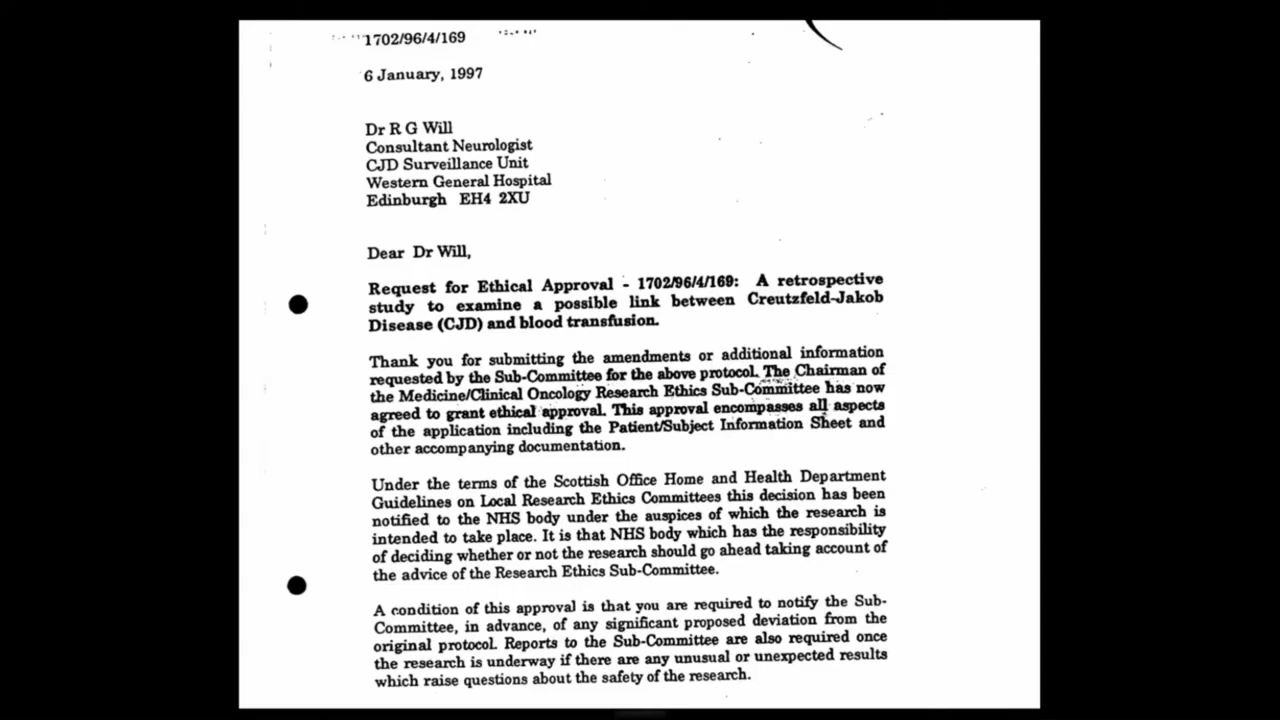 1702/96/4/169
6 January, 1997
Dr R G Will
Consultant Neurologist
CJD Surveillance Unit
Western General Hospital
Edinburgh EH4 2XU
Dear Dr Will,
Request for Ethical Approval - 1702/96/4/169: A retrospective
study to examine a possible link between Creutzfeld-Jakob
Disease (CJD) and blood transfusion.
Thank you for submitting the amendments or additional information
requested by the Sub-Committee for the above protocol. The Chairman of
the Medicine/Clinical Oncology Research Ethics Sub-Committee has now
agreed to grant ethical approval. This approval encompasses all aspects
of the application including the Patient/Subject Information Sheet and
other accompanying documentation.
Under the terms of the Scottish Office Home and Health Department
Guidelines on Local Research Ethics Committees this decision has been
notified to the NHS body under the auspices of which the research is
intended to take place. It is that NHS body which has the responsibility
of deciding whether or not the research should go ahead taking account of
the advice of the Research Ethics Sub-Committee.
A condition of this approval is that you are required to notify the Sub-
Committee, in advance, of any significant proposed deviation from the
original protocol. Reports to the Sub-Committee are also required once
the research is underway if there are any unusual or unexpected results
which raise questions about the safety of the research.